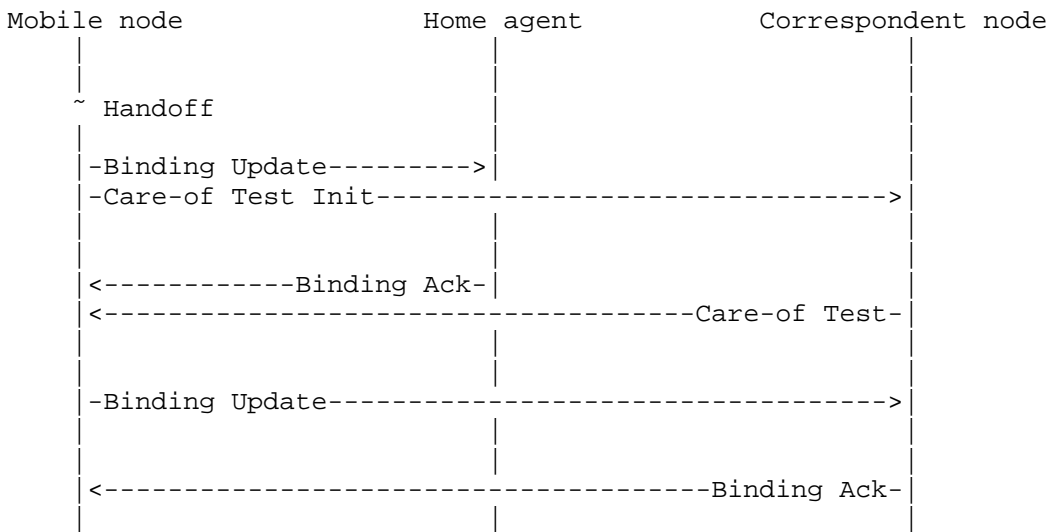 Mobile node Home agent Correspondent node
~ Handoff
-Binding Update--------->
-Care-of Test Init-------------------------------->
<------------Binding Ack-
<-------------------------------------Care-of Test-
-Binding Update----------------------------------->
<--------------------------------------Binding Ack-